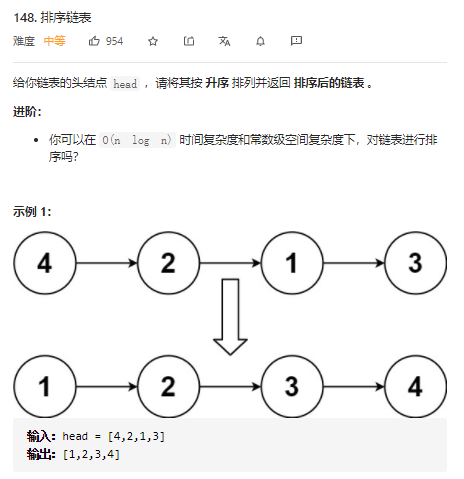 148. 排序链表
难度 中等 954
给你链表的头结点 head ，请将其按 升序 排列并返回 排序后的链表 。
进阶：
• 你可以在 O(n log n) 时间复杂度和常数级空间复杂度下，对链表进行排
序吗？
示例 1：
4 2 1 3
1 2 3 4
输入：head = [4,2,1,3]
输出：[1,2,3,4]